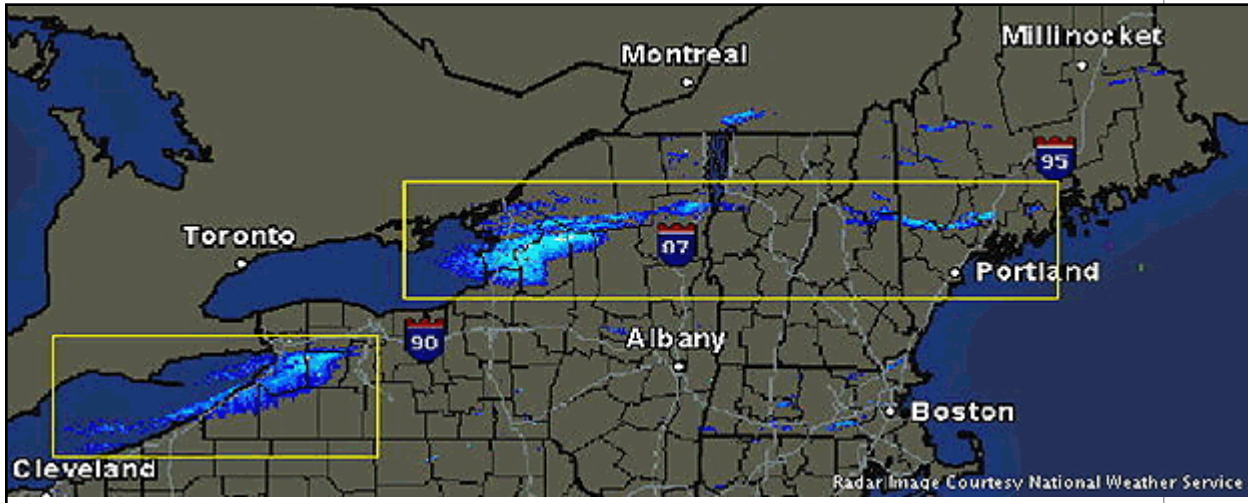 Millinocket
Montreal
95
Toronto
87
Portland
90
Albany
Boston
Cleveland
Radar Image Courtesy National Weather Service